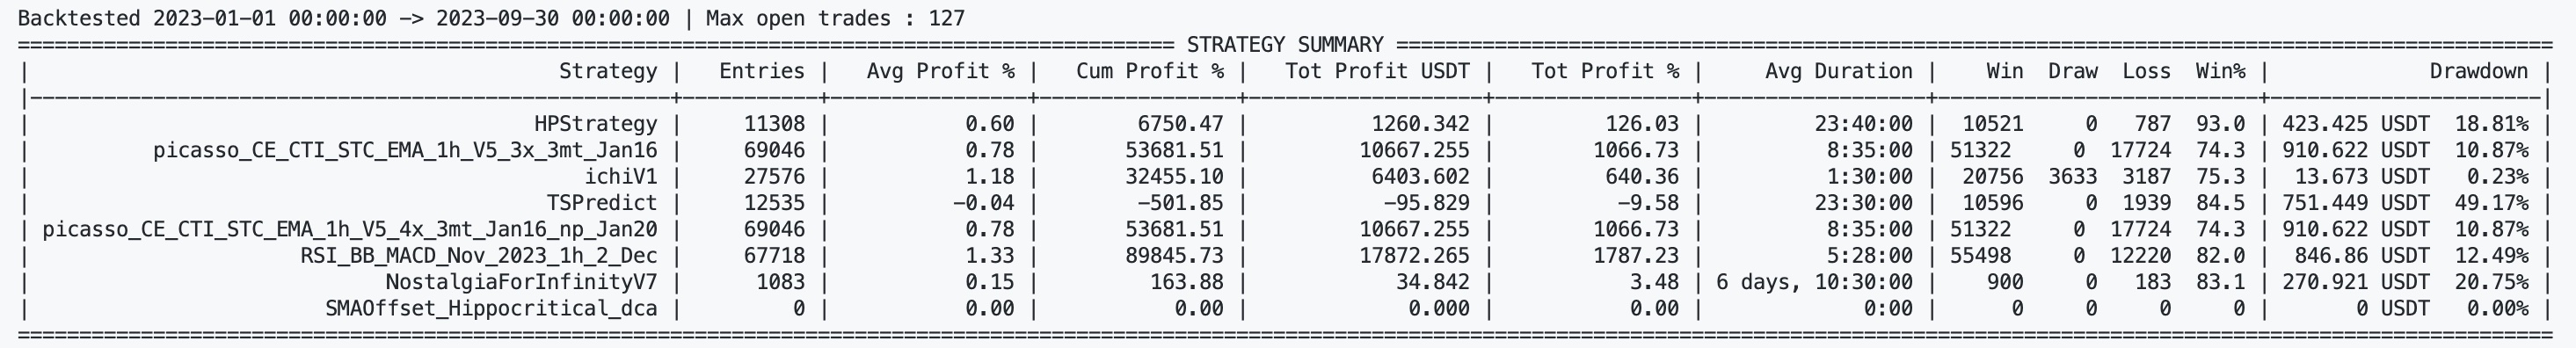 Backtested 2023-01-01 00:00:00 -> 2023-09-30 00:00:00 | Max open trades : 127
STRATEGY SUMMARY
| Strategy | Entries | Avg Profit % | Cum Profit % | Tot Profit USDT | Tot Profit % | Avg Duration | Win Draw Loss Win% | Drawdown |
| HPStrategy | 11308 | 0.60 | 6750.47 | 1260.342 | 126.03 | 23:40:00 | 10521 0 787 93.0 | 423.425 USDT 18.81% |
| picasso_CE_CTI_STC_EMA_1h_V5_3x_3mt_Jan16 | 69046 | 0.78 | 53681.51 | 10667.255 | 1066.73 | 8:35:00 | 51322 0 17724 74.3 | 910.622 USDT 10.87% |
| ichiV1 | 27576 | 1.18 | 32455.10 | 6403.602 | 640.36 | 1:30:00 | 20756 3633 3187 75.3 | 13.673 USDT 0.23% |
| TSPredict | 12535 | -0.04 | -501.85 | -95.829 | -9.58 | 23:30:00 | 10596 0 1939 84.5 | 751.449 USDT 49.17% |
| picasso_CE_CTI_STC_EMA_1h_V5_4x_3mt_Jan16_np_Jan20 | 69046 | 0.78 | 53681.51 | 10667.255 | 1066.73 | 8:35:00 | 51322 0 17724 74.3 | 910.622 USDT 10.87% |
| RSI_BB_MACD_Nov_2023_1h_2_Dec | 67718 | 1.33 | 89845.73 | 17872.265 | 1787.23 | 5:28:00 | 55498 0 12220 82.0 | 846.86 USDT 12.49% |
| NostalgiaForInfinityV7 | 1083 | 0.15 | 163.88 | 34.842 | 3.48 | 6 days, 10:30:00 | 900 0 183 83.1 | 270.921 USDT 20.75% |
| SMAOffset_Hippocritical_dca | 0 | 0.00 | 0.00 | 0.000 | 0.00 | 0:00 | 0 0 0 0 | 0 USDT 0.00% |